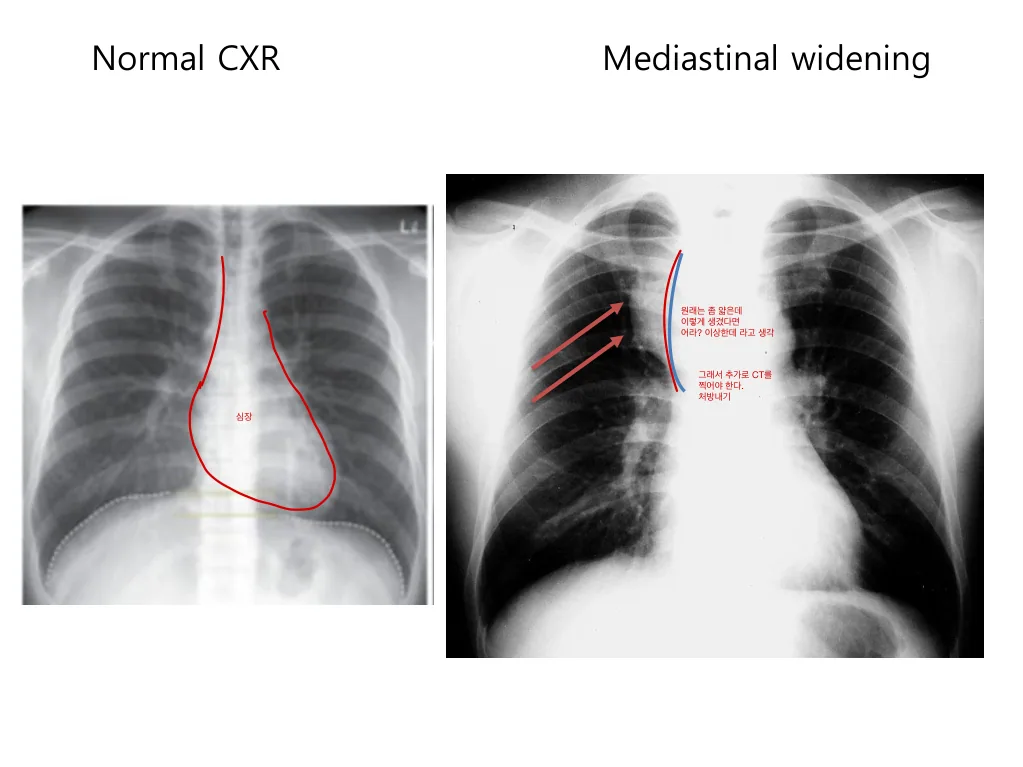 Normal CXR
Mediastinal widening
심장
원래는 좀 얇은데
이렇게 생겼다면
어라? 이상한데 라고 생각
그래서 추가로 CT를
찍어야 한다.
처방내기
1